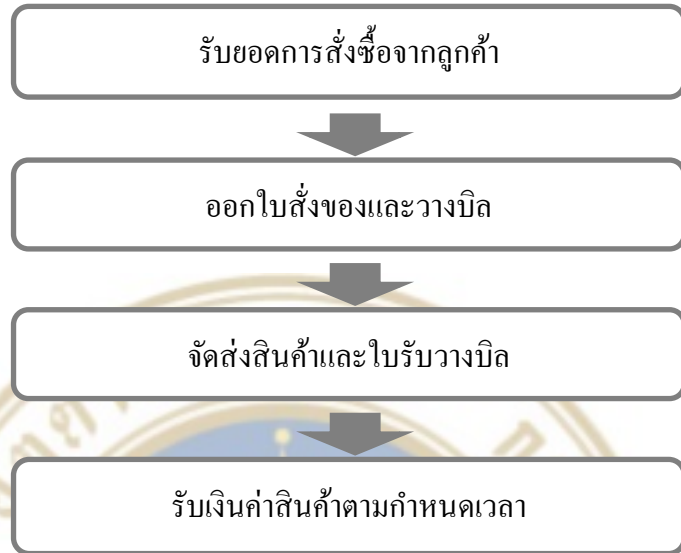 รับยอดการสั่งซื้อจากลูกค้า
ออกใบสั่งของและวางบิล
จัดส่งสินค้าและใบรับวางบิล
รับเงินค่าสินค้าตามกำหนดเวลา